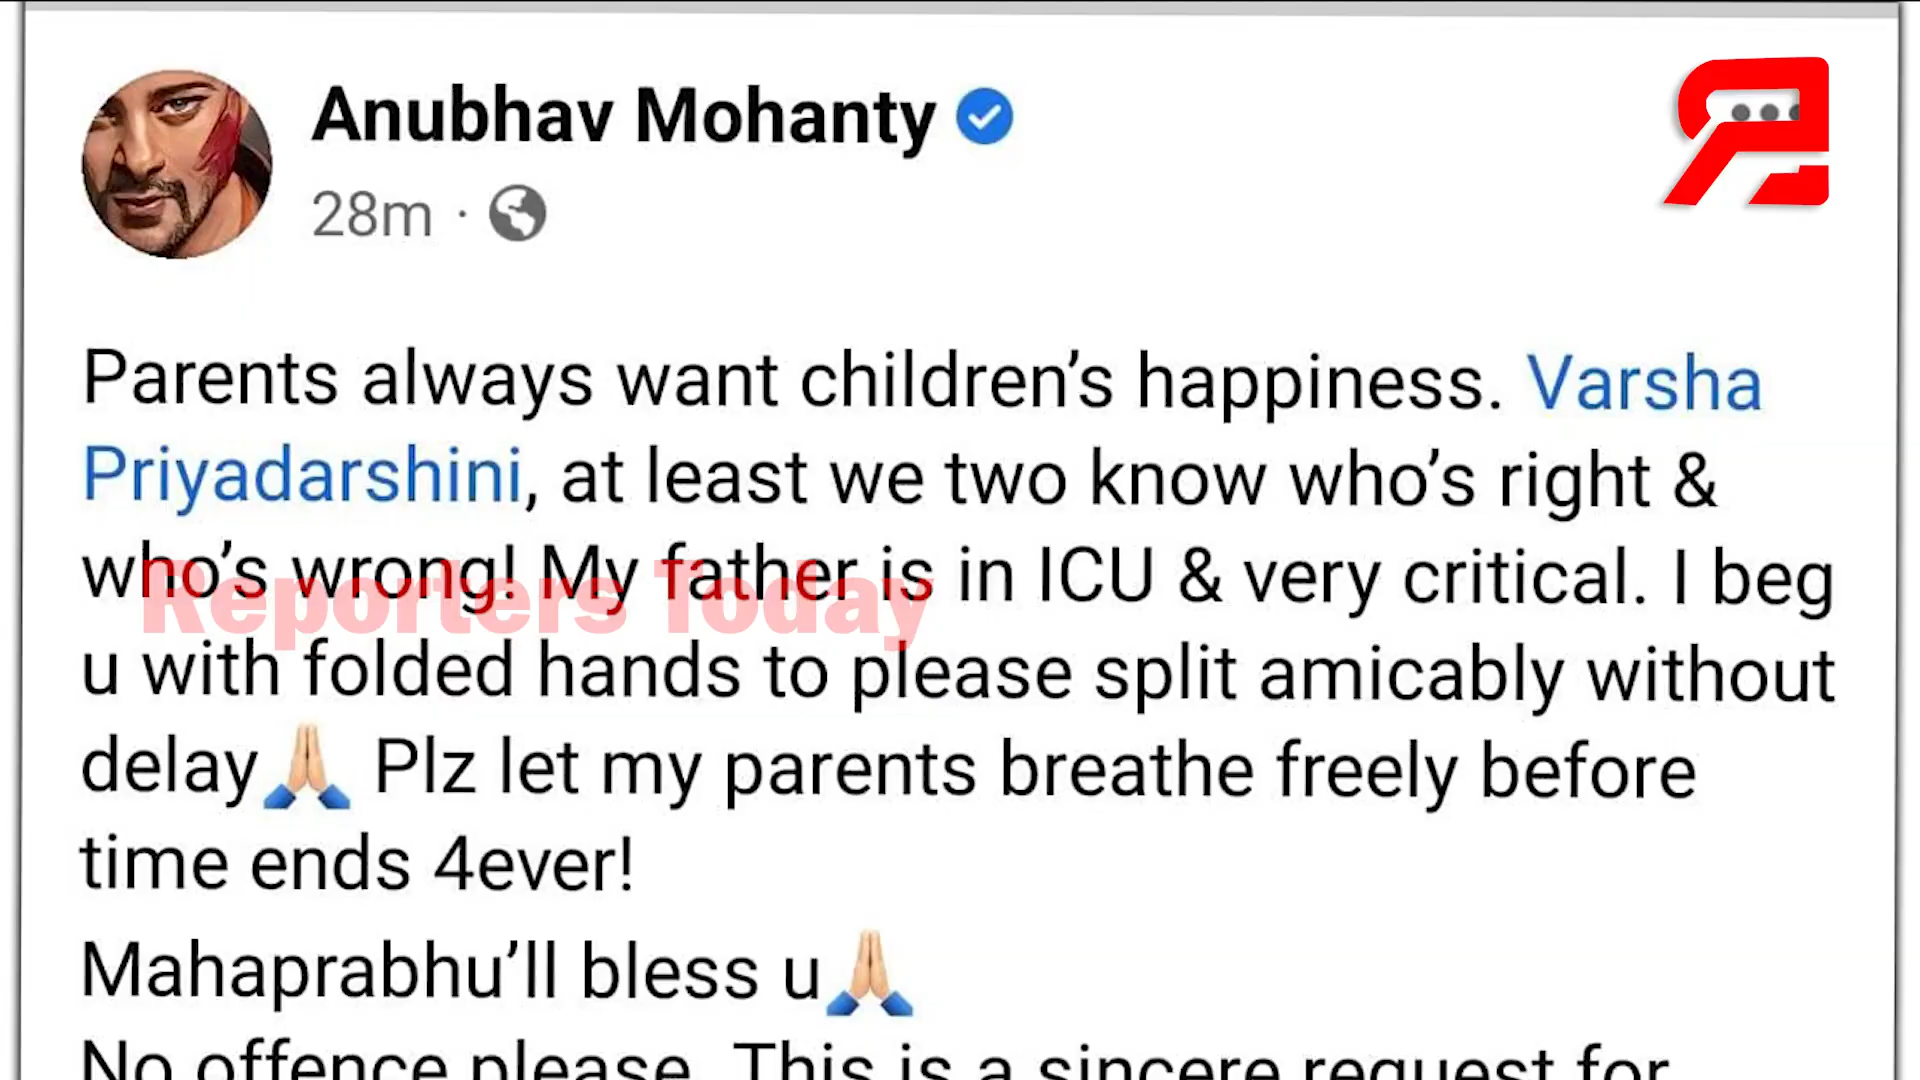 Anubhav Mohanty
28m ·
Parents always want children’s happiness. Varsha
Priyadarshini, at least we two know who’s right &
who’s wrong! My father is in ICU & very critical. I beg
Reporters Today
u with folded hands to please split amicably without
delay🙏🏻 Plz let my parents breathe freely before
time ends 4ever!
Mahaprabhu’ll bless u🙏🏻
No offence please. This is a sincere request for